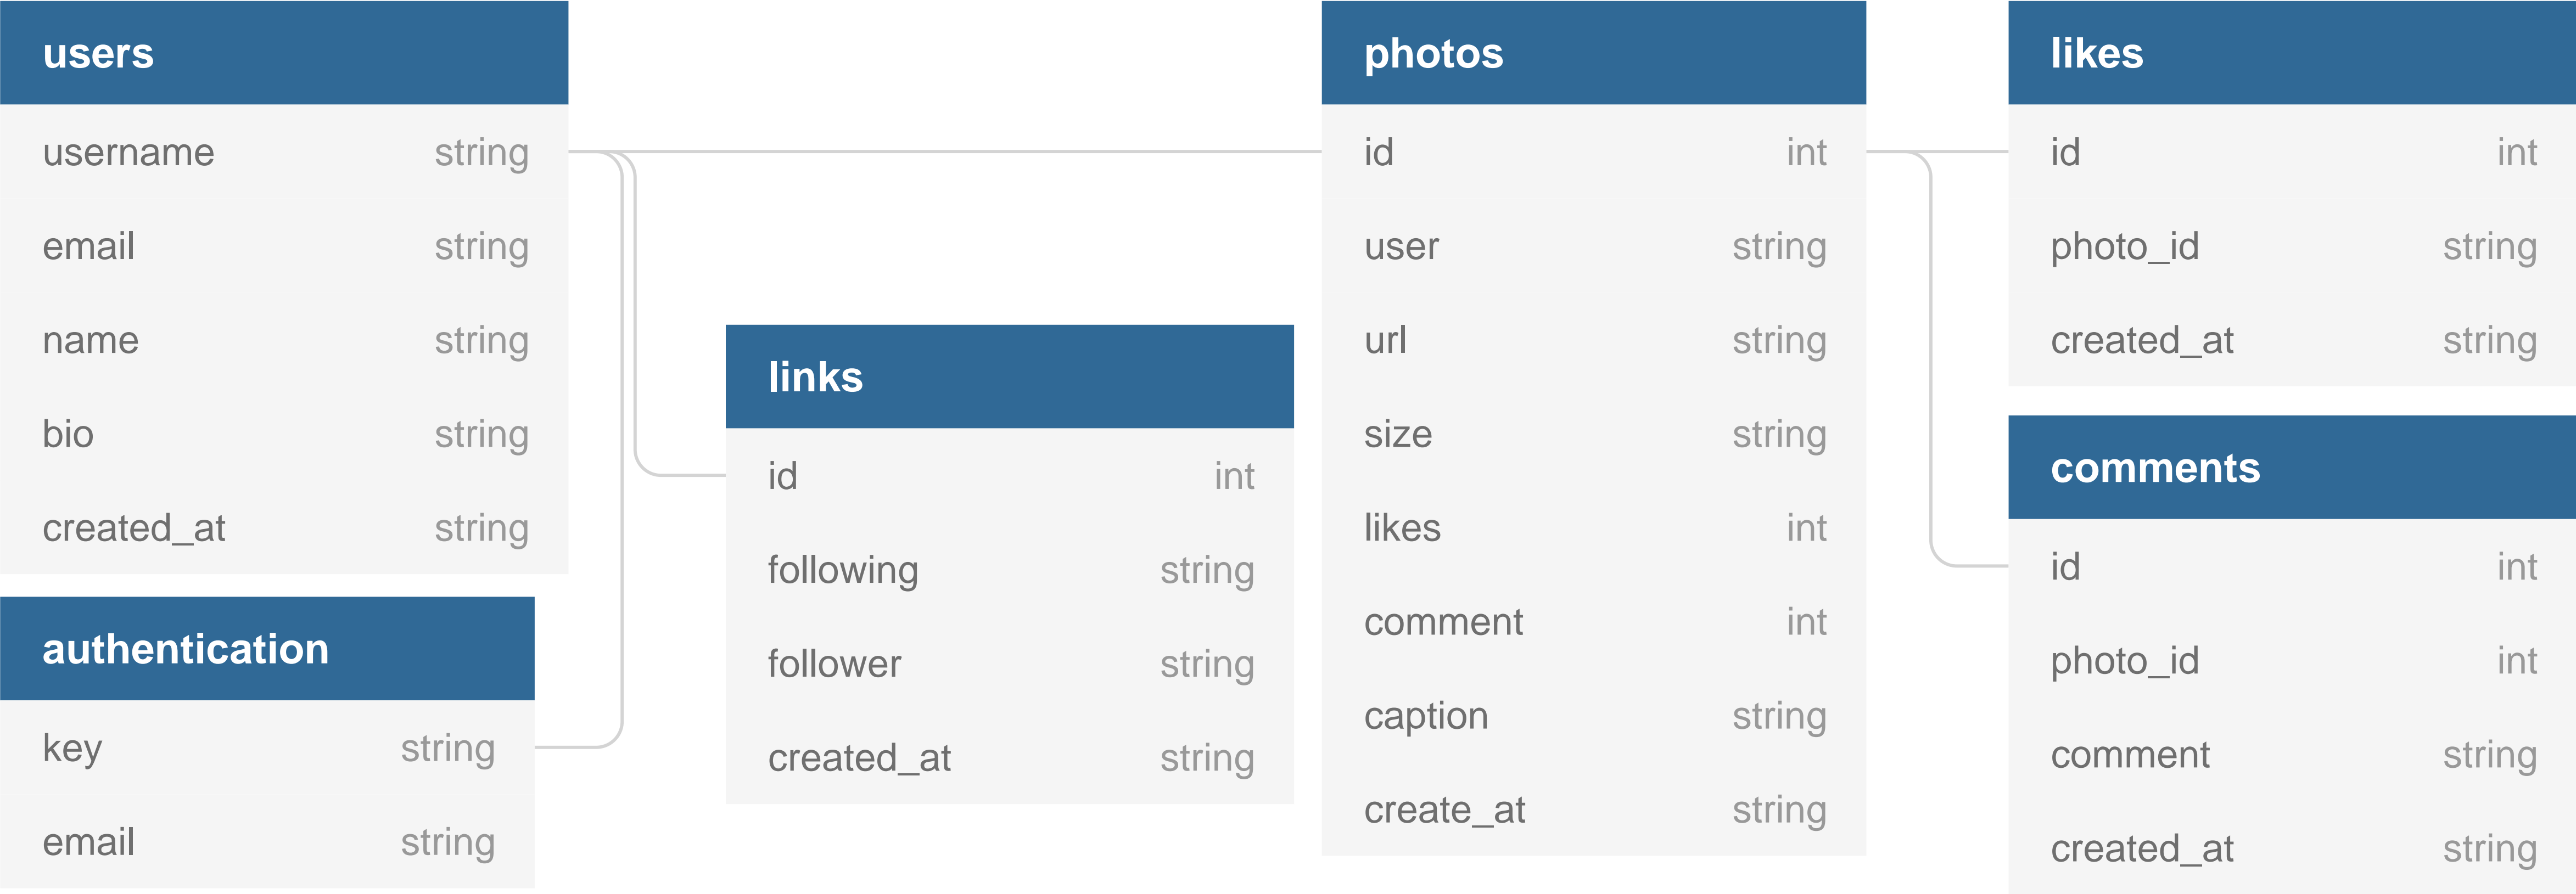 users
username string
email string
name string
bio string
created_at string
authentication
key string
email string
links
id int
following string
follower string
created_at string
photos
id int
user string
url string
size string
likes int
comment int
caption string
create_at string
likes
id int
photo_id string
created_at string
comments
id int
photo_id int
comment string
created_at string